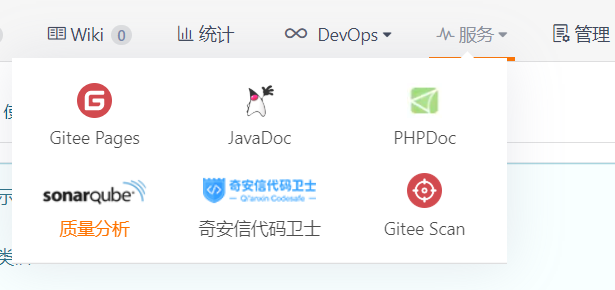 Wiki 0 统计 DevOps 服务 管理
Gitee Pages JavaDoc PHPDoc
sonarqube 奇安信代码卫士
Qi'anxin Codesafe
质量分析 奇安信代码卫士 Gitee Scan